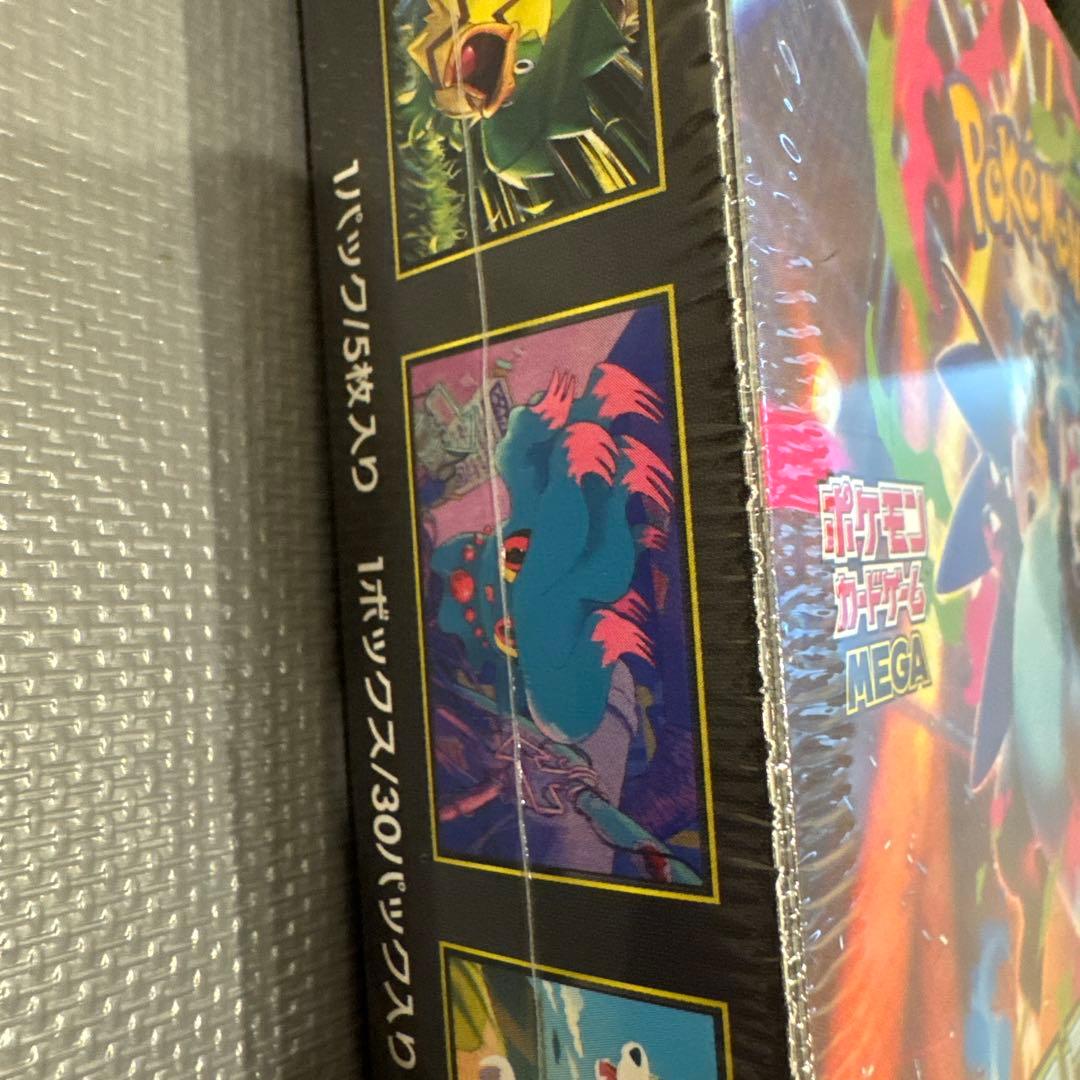 1パック/5枚入り 1ボックス/30パック入り
Pokémon
ポケモン
カードゲーム
MEGA